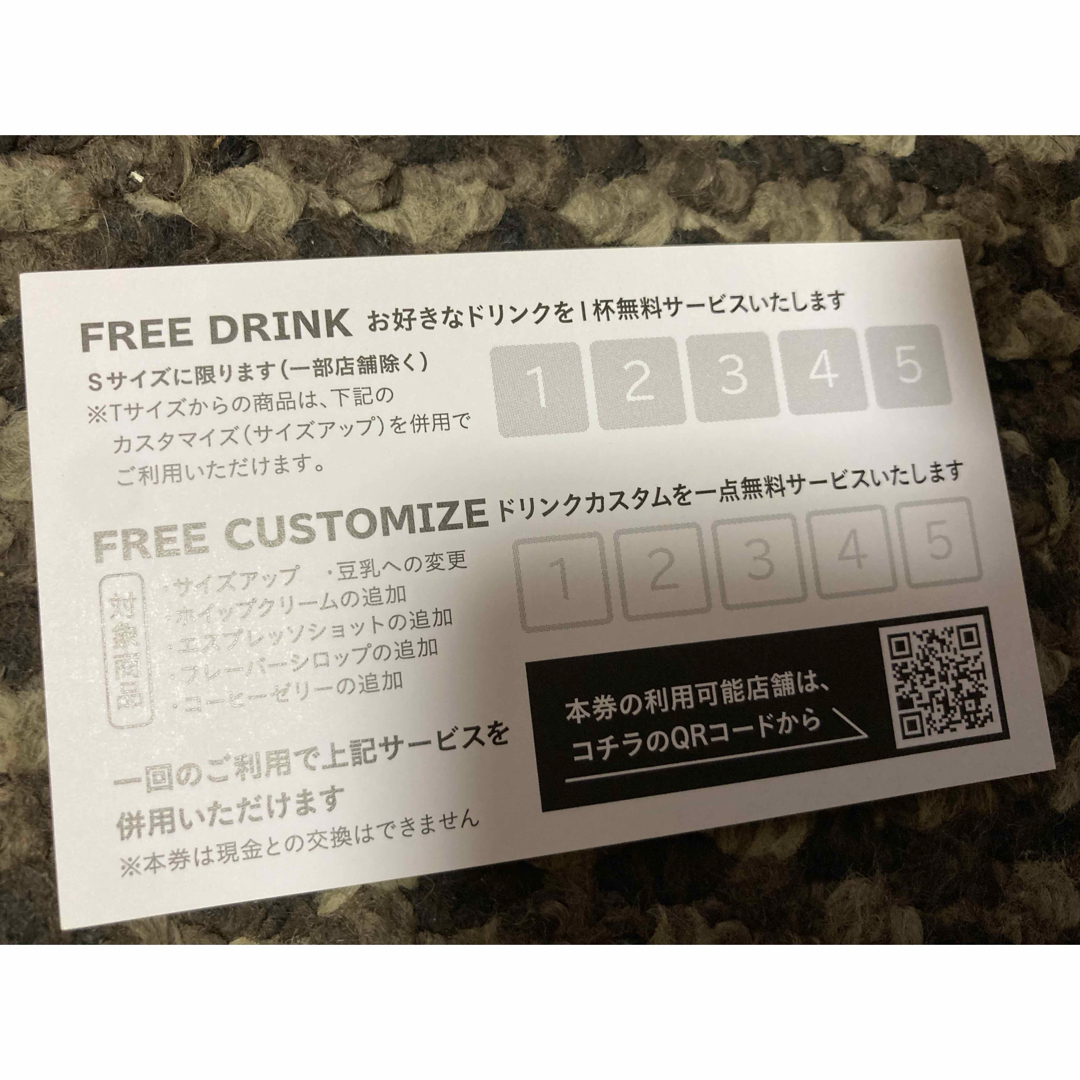 FREE DRINK お好きなドリンクを1杯無料サービスいたします
Sサイズに限ります(一部店舗除く)
※Tサイズからの商品は、下記の
カスタマイズ(サイズアップ)を併用で
ご利用いただけます。
1 2 3 4 5
FREE CUSTOMIZE ドリンクカスタムを一点無料サービスいたします
対象商品
・サイズアップ ・豆乳への変更
・ホイップクリームの追加
・エスプレッソショットの追加
・フレーバーシロップの追加
・コーヒーゼリーの追加
1 2 3 4 5
一回のご利用で上記サービスを
併用いただけます
※本券は現金との交換はできません
本券の利用可能店舗は、
コチラのQRコードから